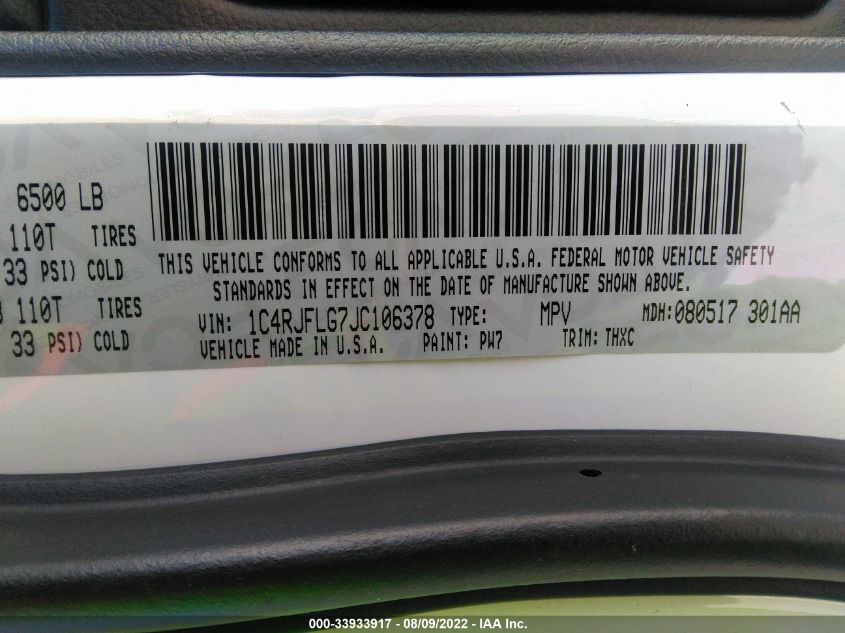 6500 LB
110T TIRES
33 PSI) COLD
110T TIRES
33 PSI) COLD
THIS VEHICLE CONFORMS TO ALL APPLICABLE U.S.A. FEDERAL MOTOR VEHICLE SAFETY
STANDARDS IN EFFECT ON THE DATE OF MANUFACTURE SHOWN ABOVE.
VIN: 1C4RJFLG7JC106378 TYPE: MPV MDH:080517 301AA
VEHICLE MADE IN U.S.A. PAINT: PW7 TRIM: THXC
000-33933917 - 08/09/2022 - IAA Inc.